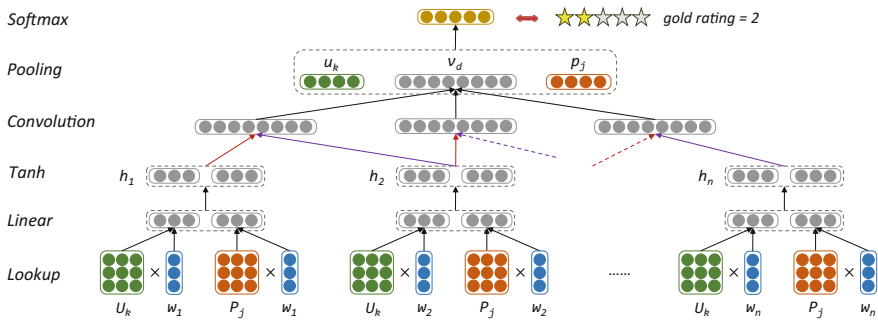 Softmax gold rating = 2
Pooling u_k v_d p_j
Convolution
Tanh h_1 h_2 h_n
Linear
Lookup × × × × ...... × ×
U_k w_1 P_j w_1 U_k w_2 P_j w_2 U_k w_n P_j w_n